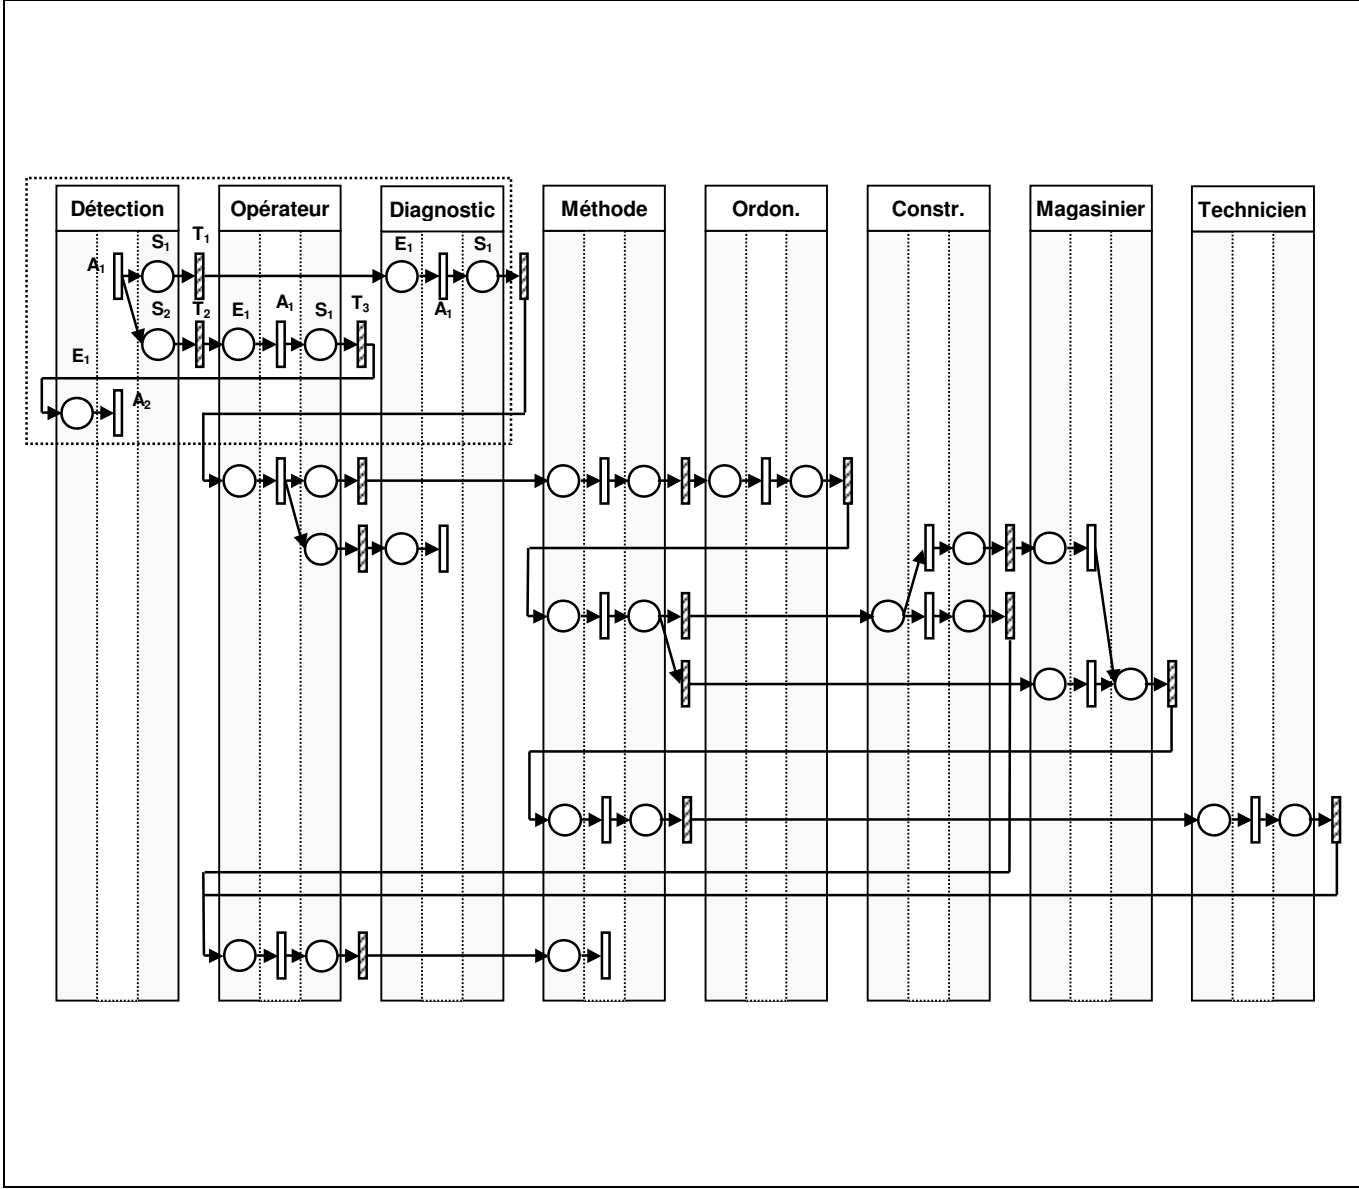 Détection Opérateur Diagnostic Méthode Ordon. Constr. Magasinier Technicien
S₁ T₁ E₁ S₁
A₁
S₂ T₂ E₁ A₁ S₁ T₃ A₁
E₁
A₂